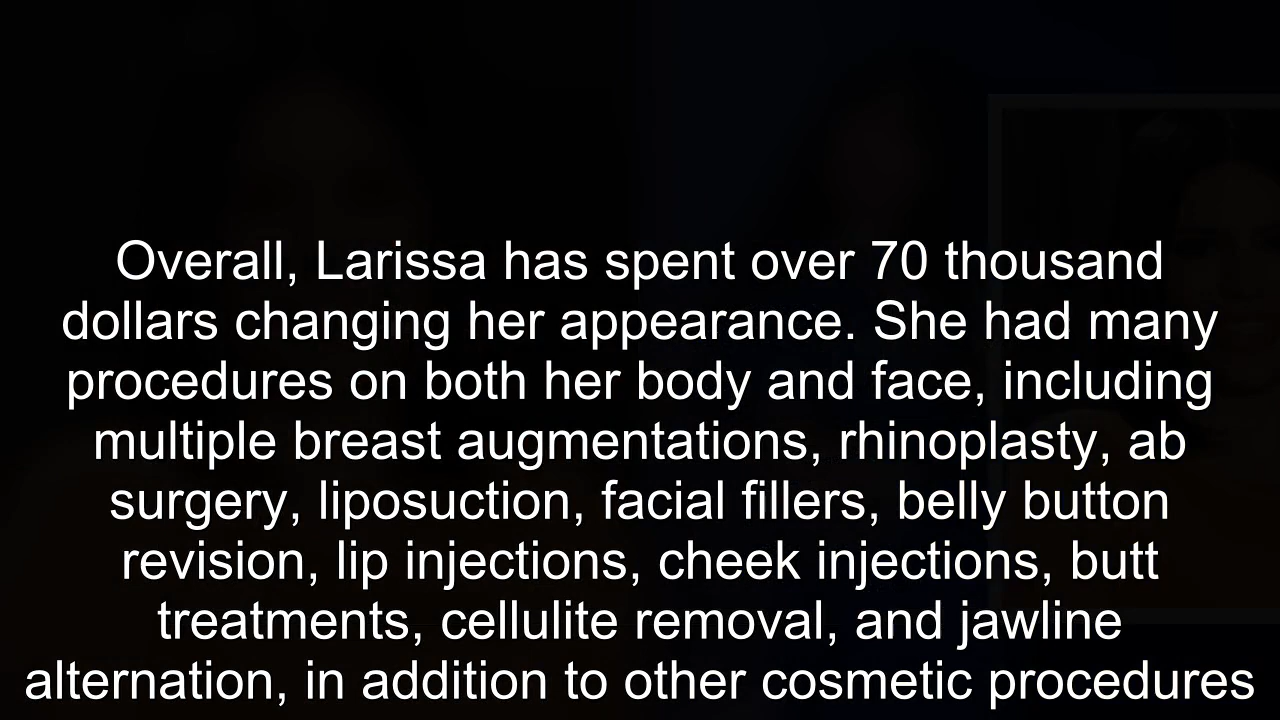 Overall, Larissa has spent over 70 thousand
dollars changing her appearance. She had many
procedures on both her body and face, including
multiple breast augmentations, rhinoplasty, ab
surgery, liposuction, facial fillers, belly button
revision, lip injections, cheek injections, butt
treatments, cellulite removal, and jawline
alternation, in addition to other cosmetic procedures